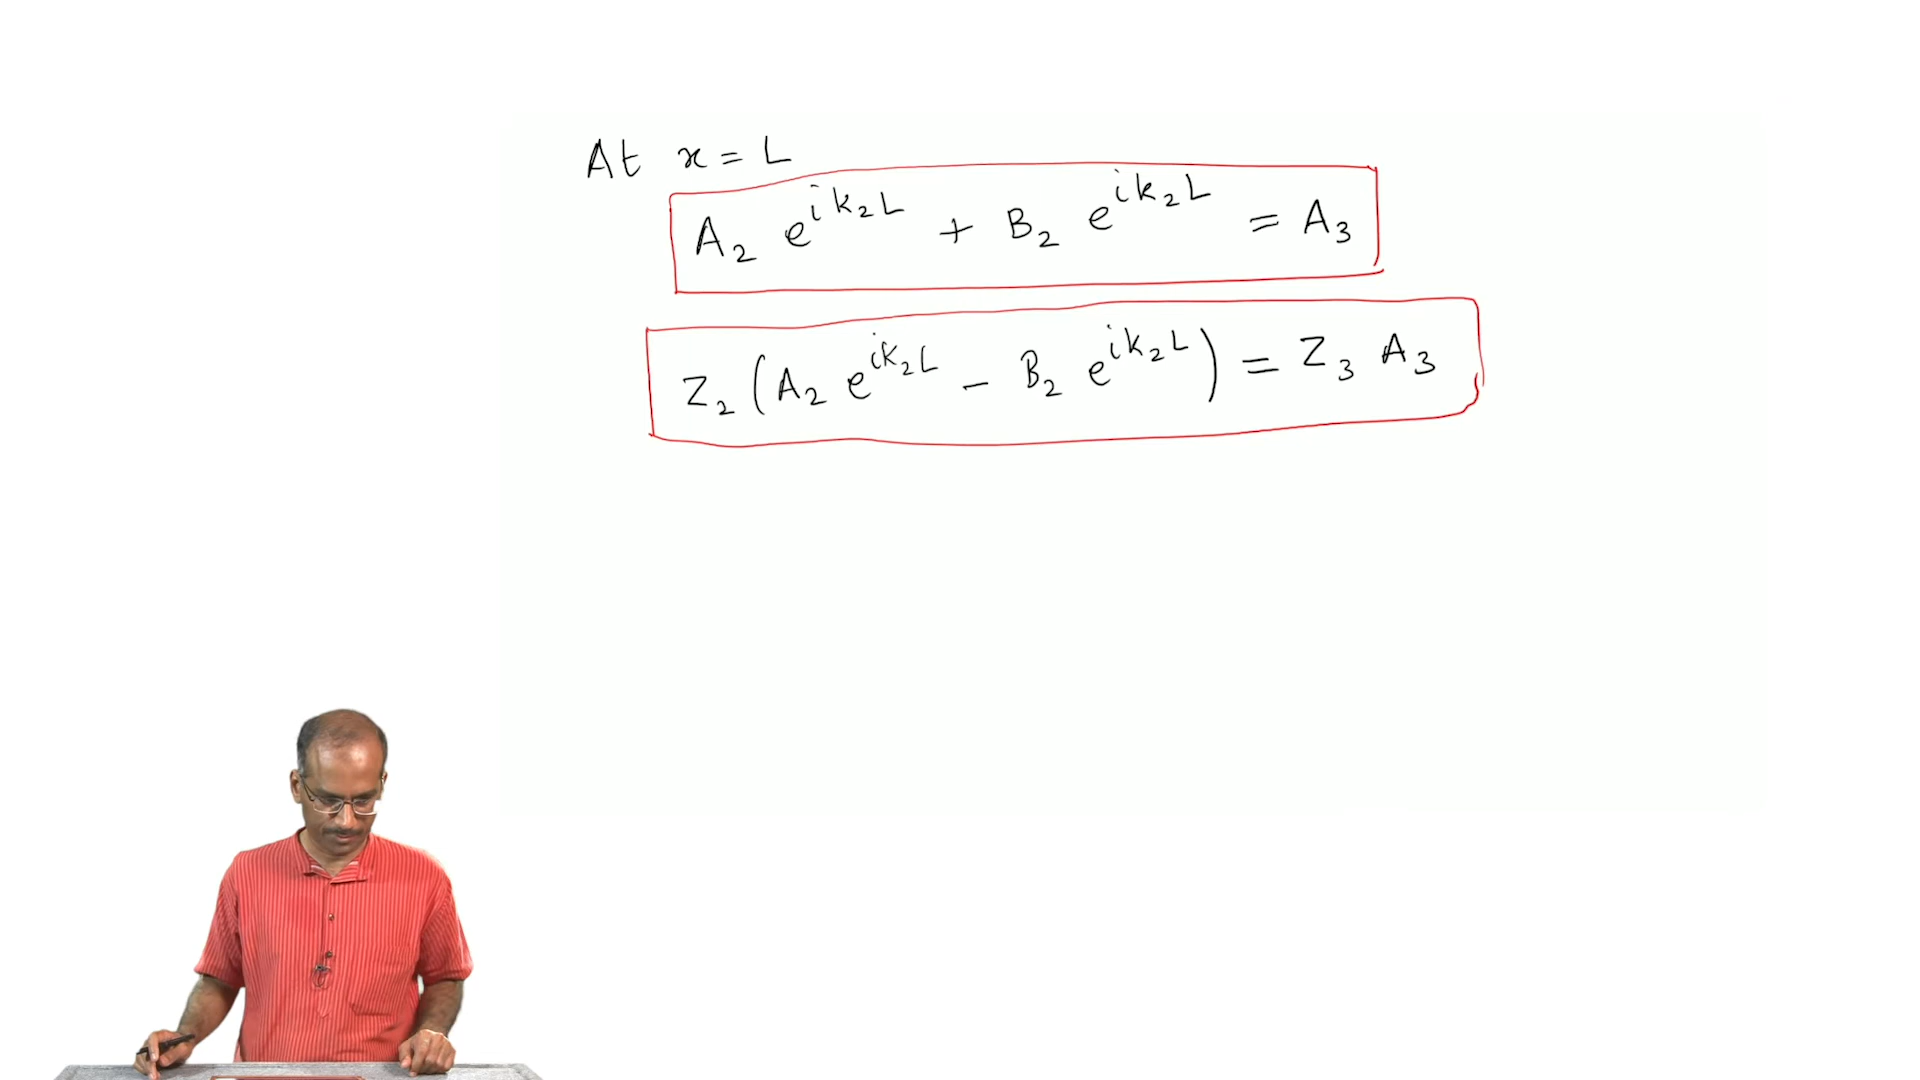 At x = L
A₂ e^{ik₂L} + B₂ e^{ik₂L} = A₃
Z₂ (A₂ e^{ik₂L} - B₂ e^{ik₂L}) = Z₃ A₃